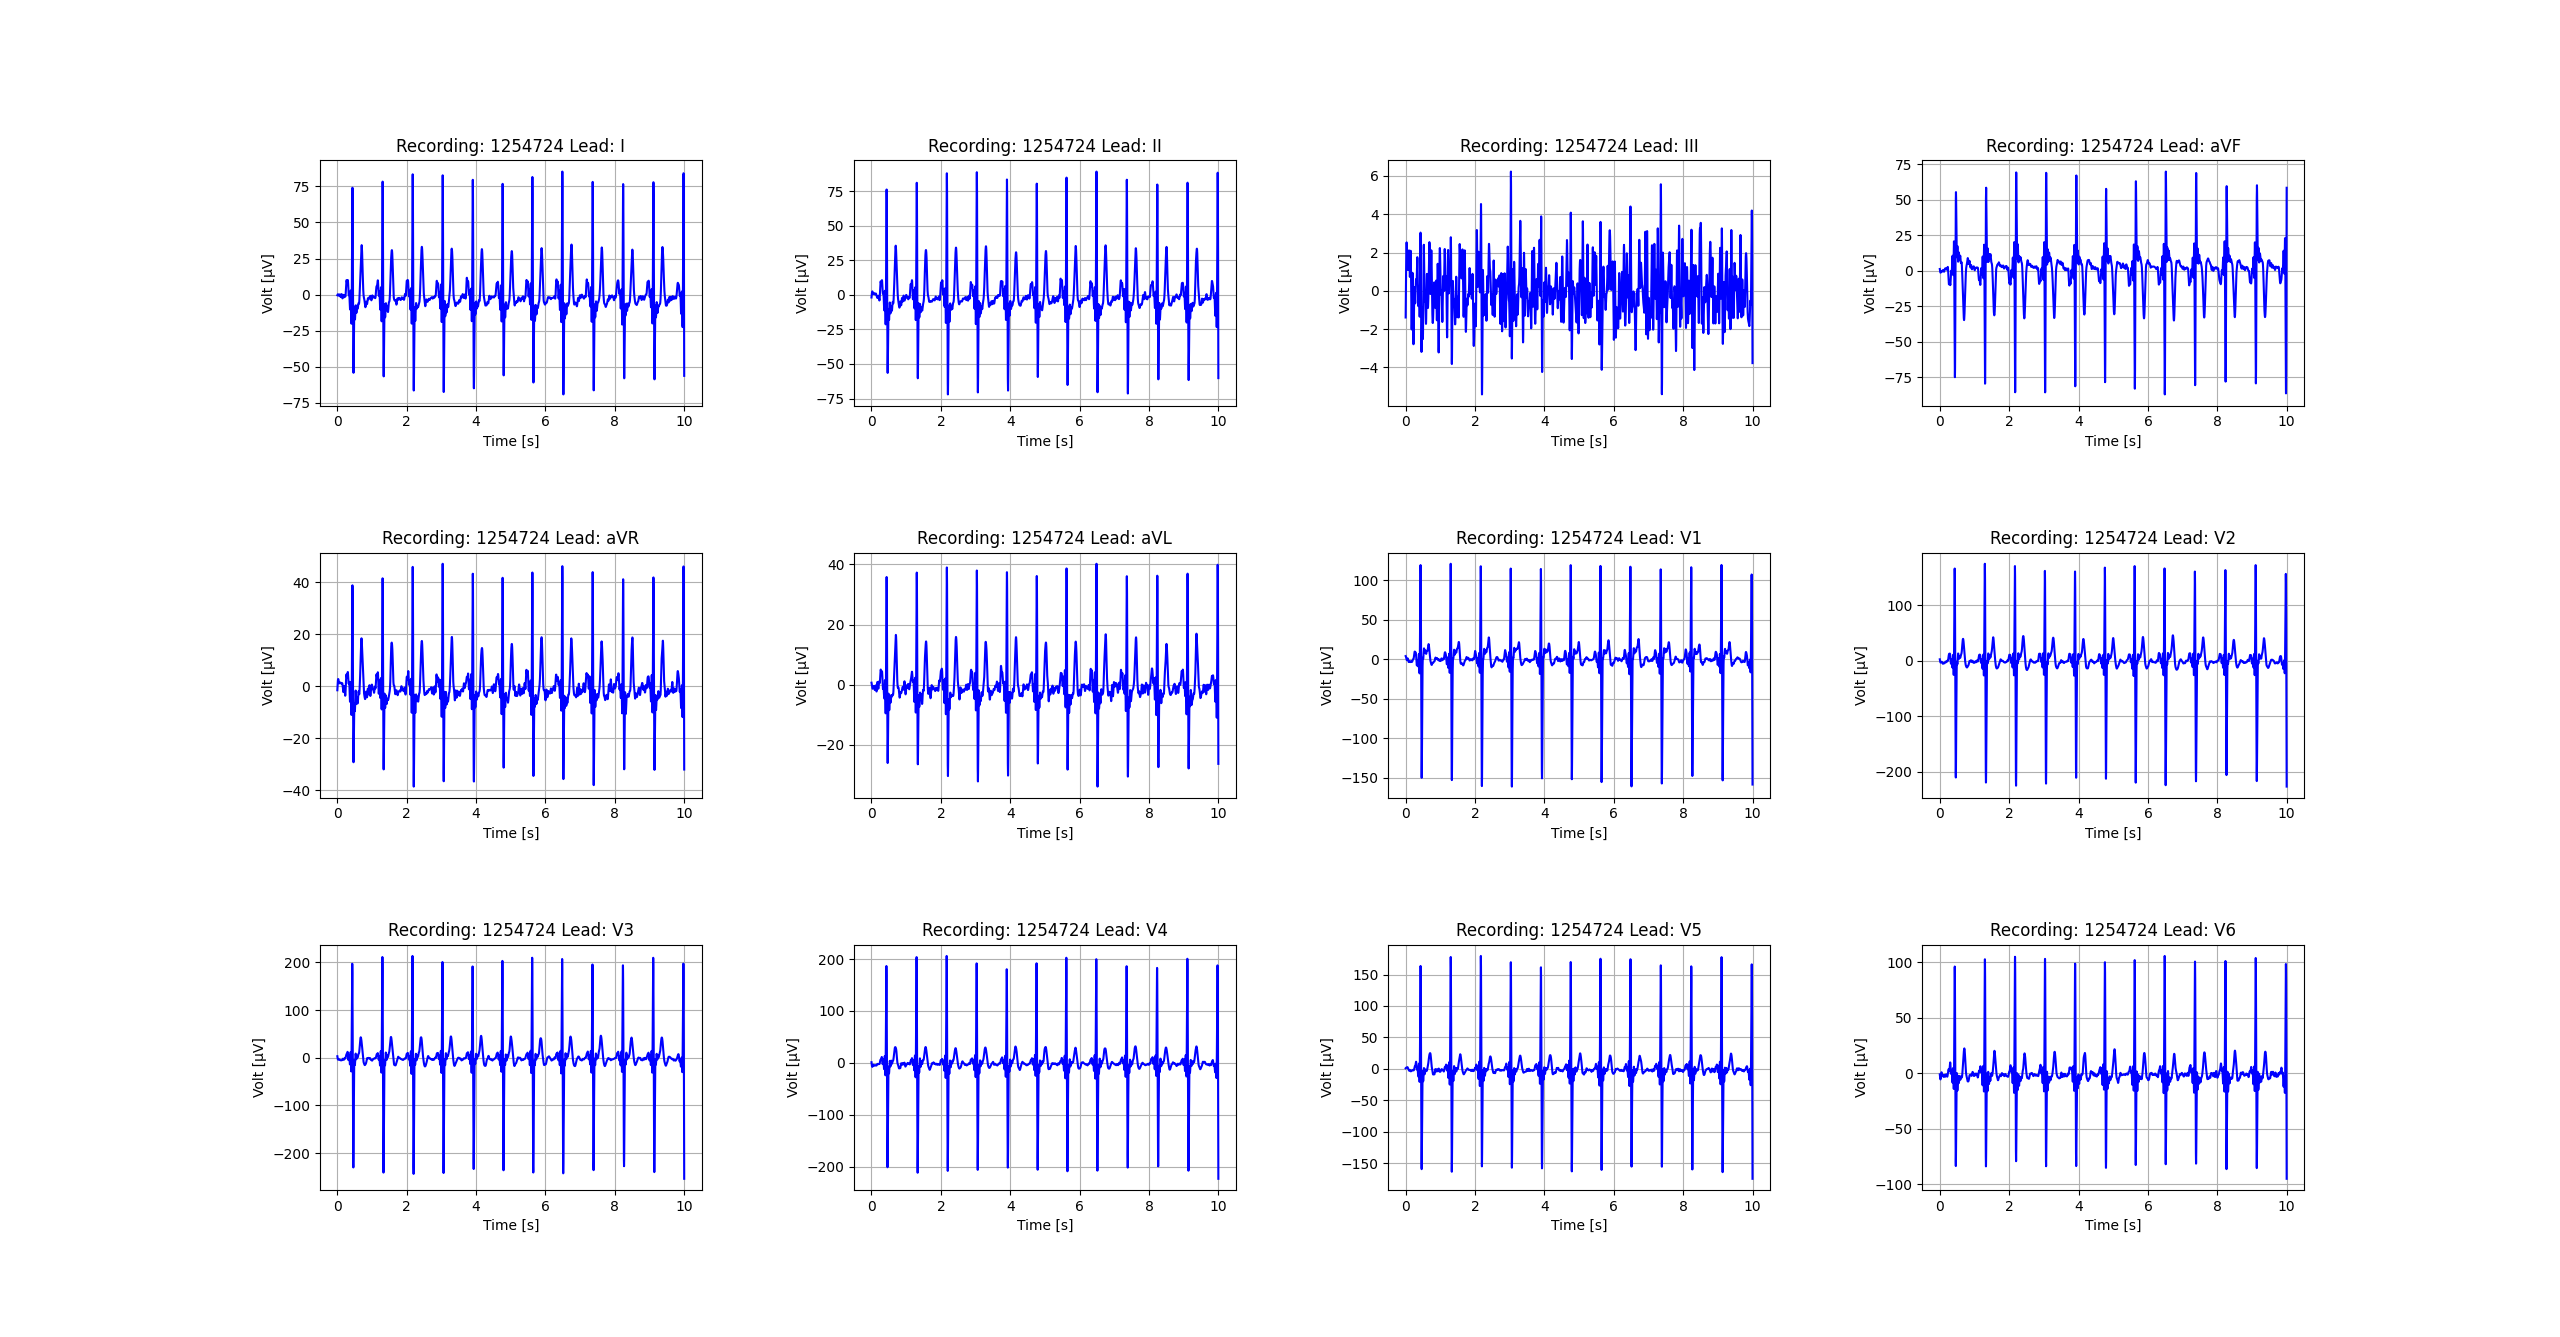 Recording: 1254724 Lead: I
75
50
25
0
−25
−50
−75
Volt [µV]
0 2 4 6 8 10
Time [s]
Recording: 1254724 Lead: II
75
50
25
0
−25
−50
−75
Volt [µV]
0 2 4 6 8 10
Time [s]
Recording: 1254724 Lead: III
6
4
2
0
−2
−4
Volt [µV]
0 2 4 6 8 10
Time [s]
Recording: 1254724 Lead: aVF
75
50
25
0
−25
−50
−75
Volt [µV]
0 2 4 6 8 10
Time [s]
Recording: 1254724 Lead: aVR
40
20
0
−20
−40
Volt [µV]
0 2 4 6 8 10
Time [s]
Recording: 1254724 Lead: aVL
40
20
0
−20
Volt [µV]
0 2 4 6 8 10
Time [s]
Recording: 1254724 Lead: V1
100
50
0
−50
−100
−150
Volt [µV]
0 2 4 6 8 10
Time [s]
Recording: 1254724 Lead: V2
100
0
−100
−200
Volt [µV]
0 2 4 6 8 10
Time [s]
Recording: 1254724 Lead: V3
200
100
0
−100
−200
Volt [µV]
0 2 4 6 8 10
Time [s]
Recording: 1254724 Lead: V4
200
100
0
−100
−200
Volt [µV]
0 2 4 6 8 10
Time [s]
Recording: 1254724 Lead: V5
150
100
50
0
−50
−100
−150
Volt [µV]
0 2 4 6 8 10
Time [s]
Recording: 1254724 Lead: V6
100
50
0
−50
−100
Volt [µV]
0 2 4 6 8 10
Time [s]